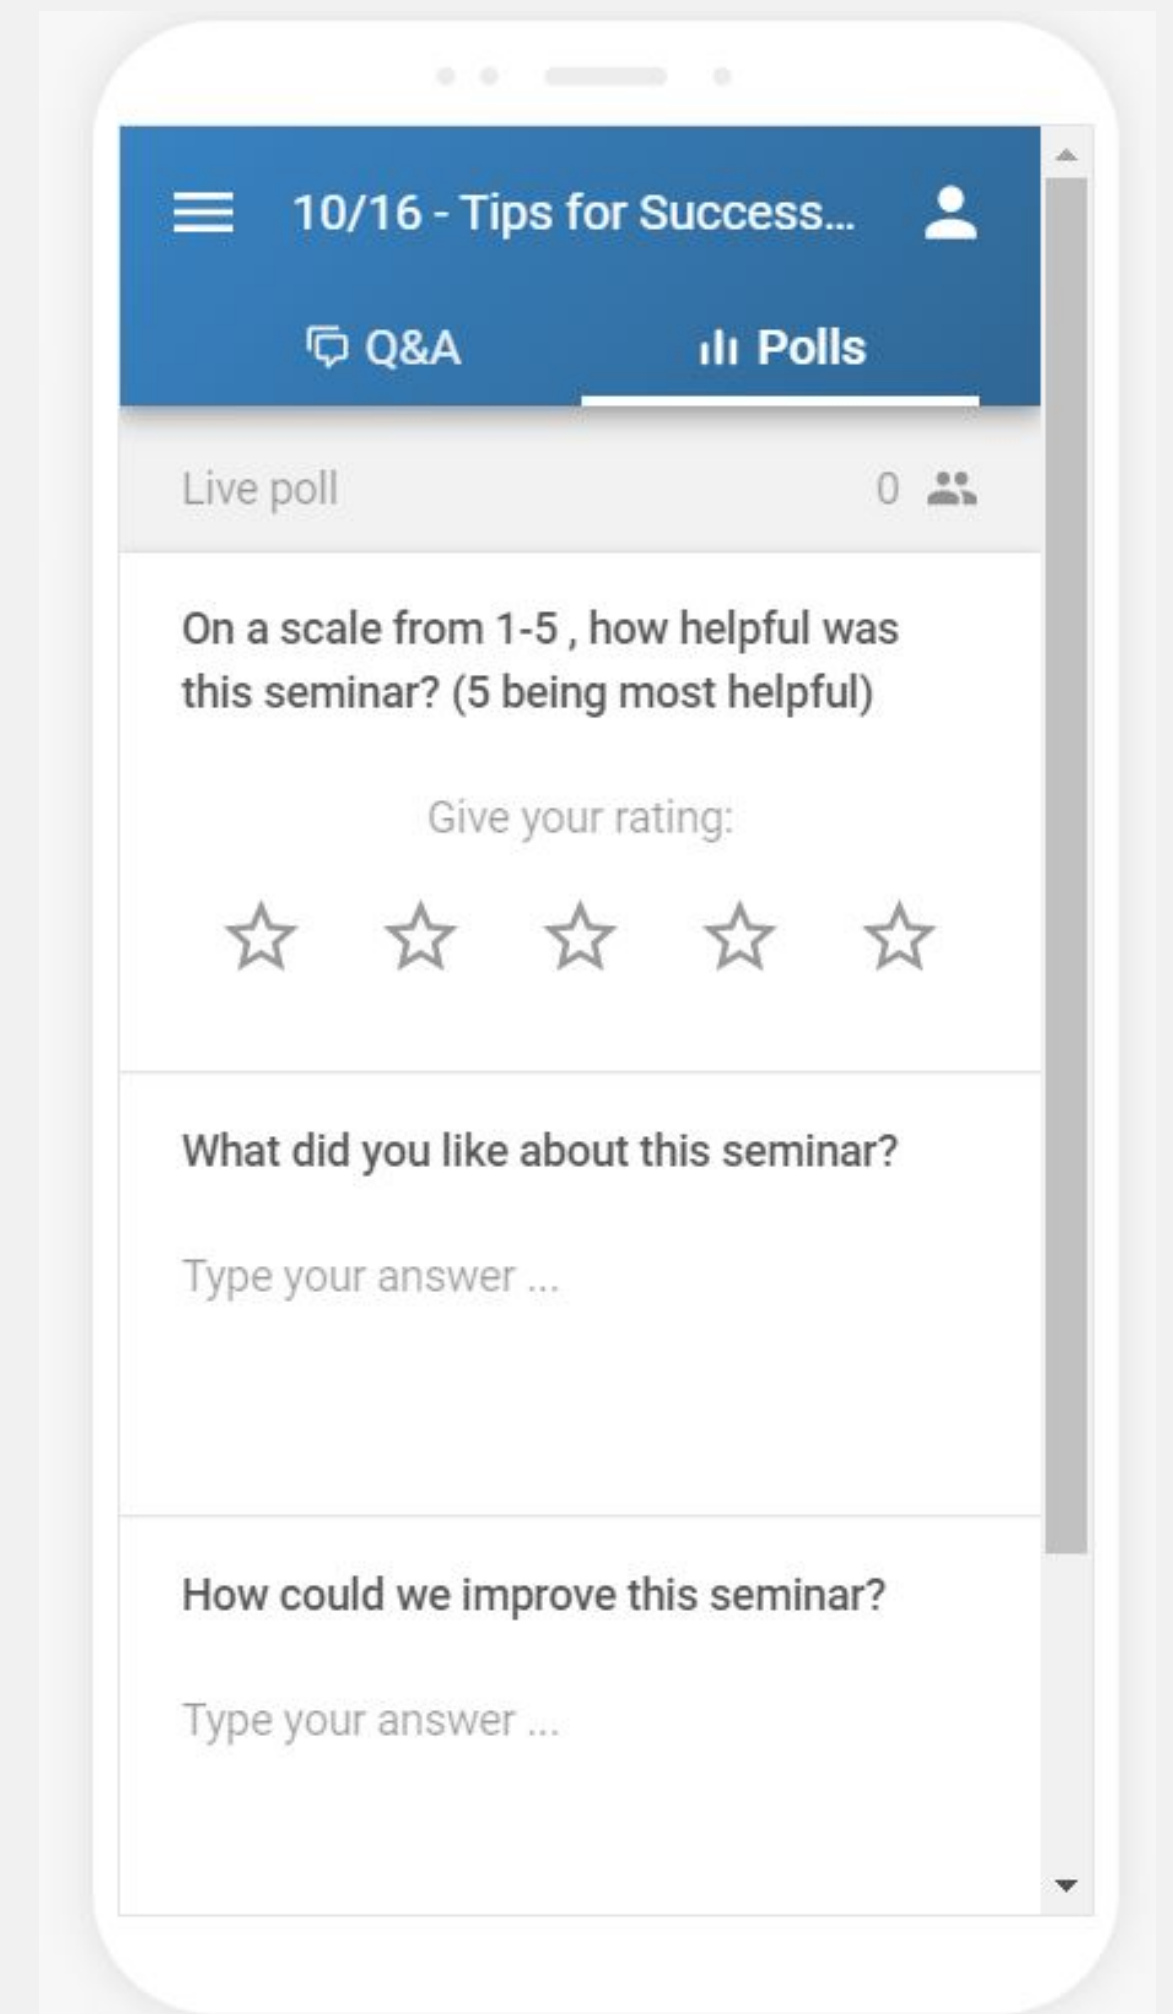 10/16 - Tips for Success...
Q&A
Polls
Live poll
0
On a scale from 1-5 , how helpful was
this seminar? (5 being most helpful)
Give your rating:
What did you like about this seminar?
Type your answer ...
How could we improve this seminar?
Type your answer ...